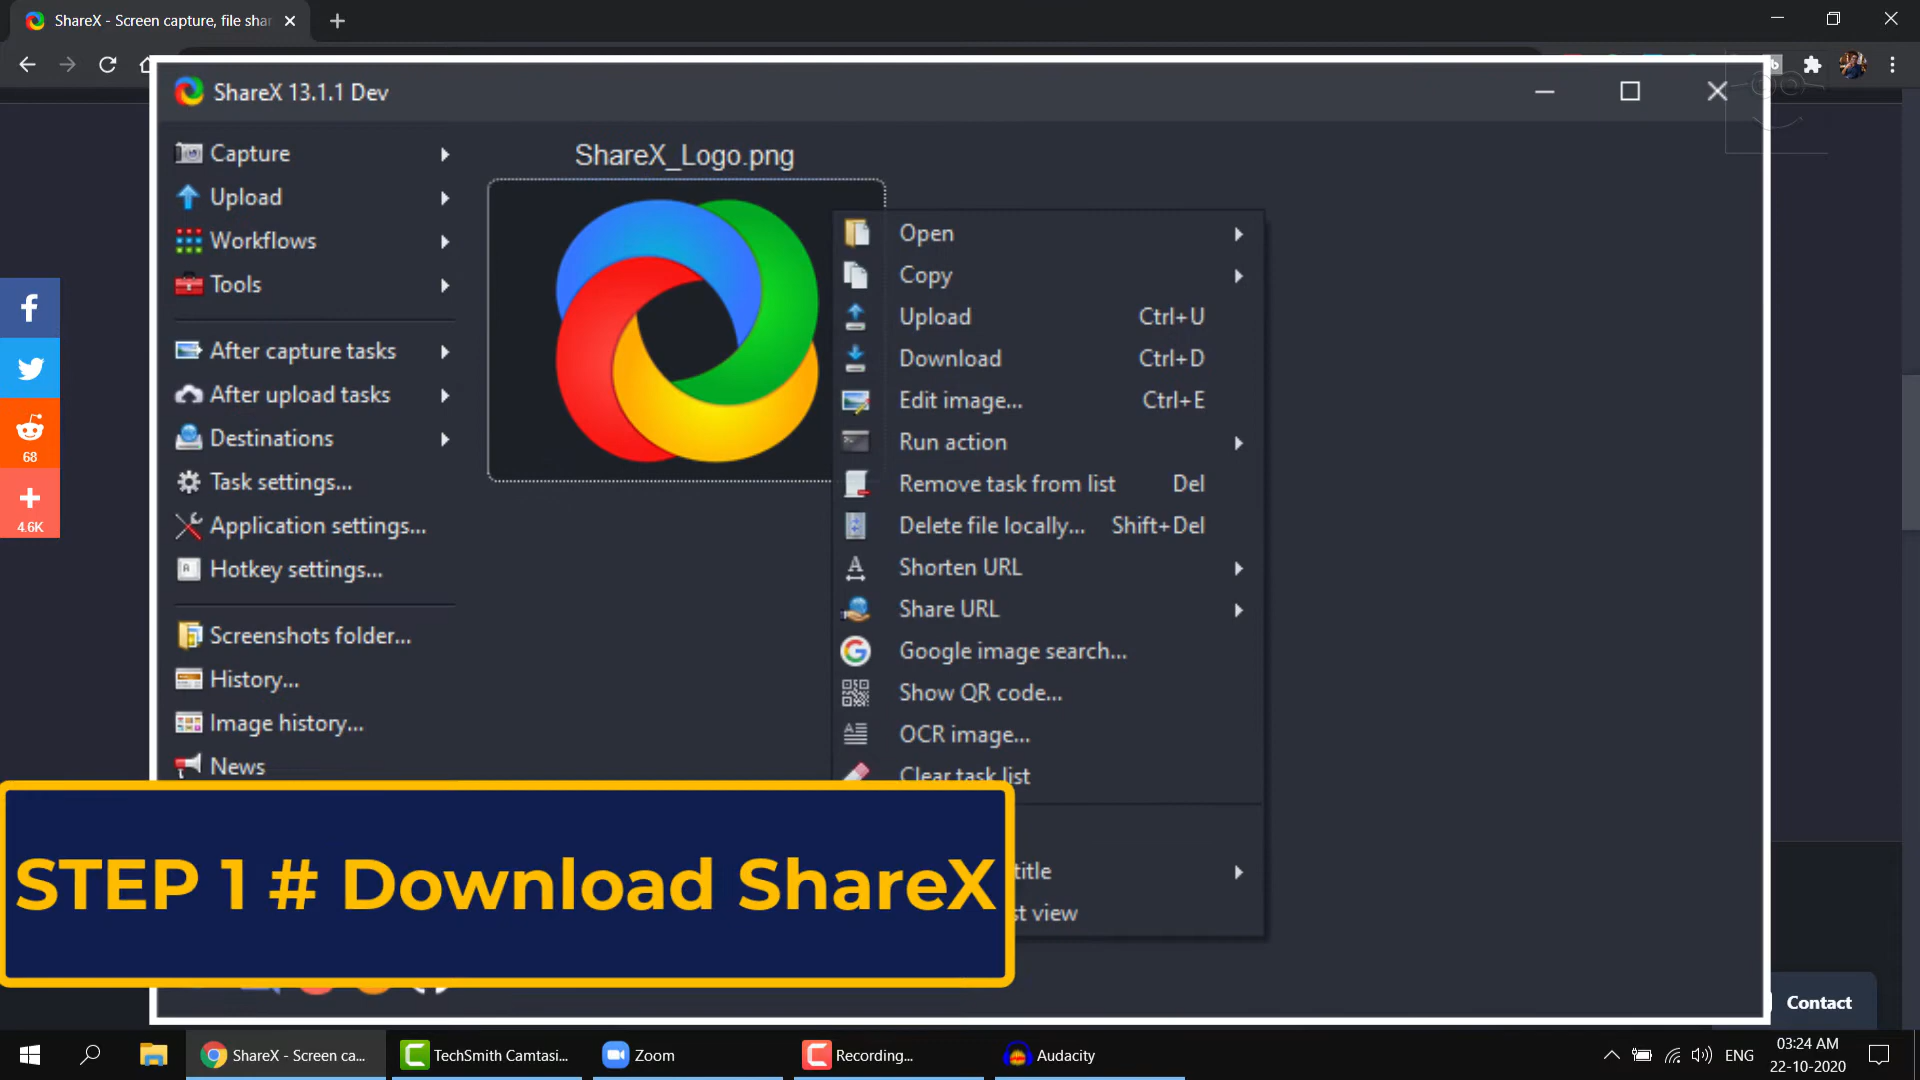 ShareX - Screen capture, file shar
ShareX 13.1.1 Dev
Capture
Upload
Workflows
Tools
After capture tasks
After upload tasks
Destinations
Task settings...
Application settings...
Hotkey settings...
Screenshots folder...
History...
Image history...
News
ShareX_Logo.png
Open
Copy
Upload Ctrl+U
Download Ctrl+D
Edit image... Ctrl+E
Run action
Remove task from list Del
Delete file locally... Shift+Del
Shorten URL
Share URL
Google image search...
Show QR code...
OCR image...
Clear task list
title
st view
68
4.6K
STEP 1 # Download ShareX
Contact
ShareX - Screen ca...
TechSmith Camtasi...
Zoom
Recording...
Audacity
ENG
03:24 AM
22-10-2020